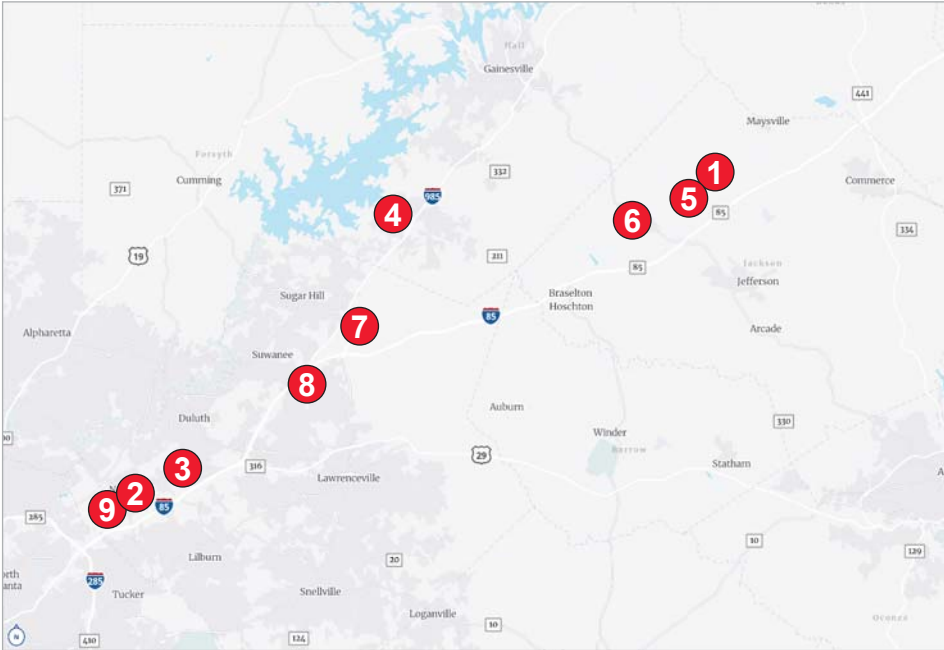 Hall
Gainesville
441
Maysville
Forsyth
Cumming
371
332
1
Commerce
985
5
4
6
85
334
19
211
85
Jackson
Jefferson
Sugar Hill
Braselton
Hoschton
85
Alpharetta
7
Arcade
Suwanee
8
Auburn
Duluth
330
Winder
Barrow
29
Statham
3
316
Lawrenceville
2
9
85
285
10
129
Lilburn
20
285
Tucker
Snellville
Loganville
Oconee
10
N
410
124